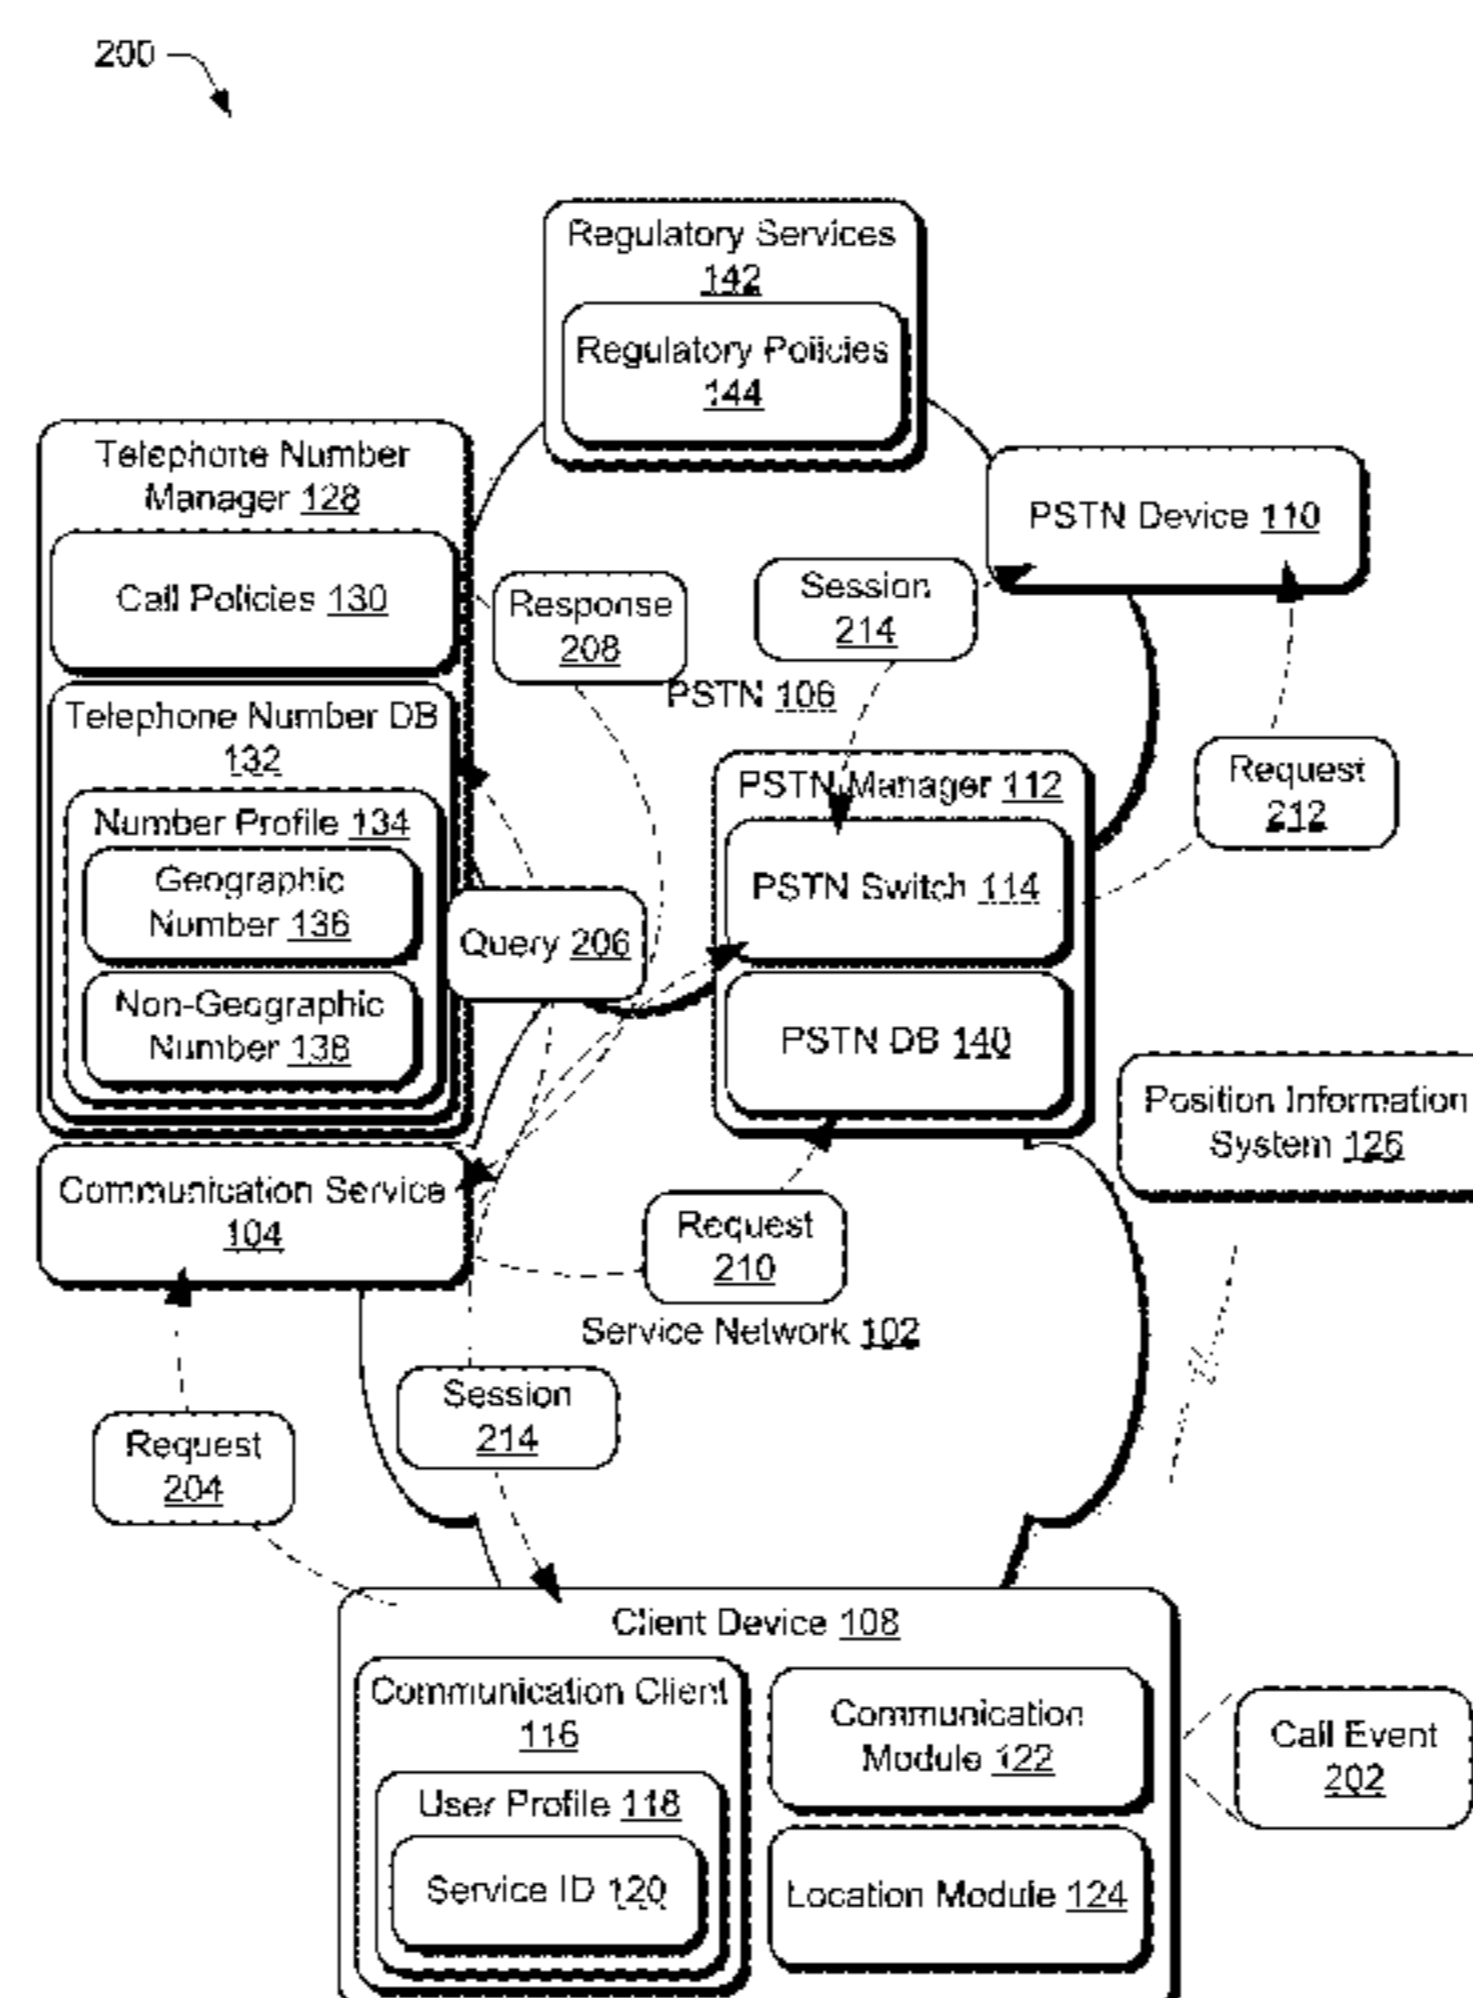 200
Regulatory Services
142
Regulatory Policies
144
Telephone Number
Manager 128
Call Policies 130
Telephone Number DB
132
Number Profile 134
Geographic
Number 136
Non-Geographic
Number 138
PSTN Device 110
Session
214
Response
208
PSTN 106
PSTN Manager 112
PSTN Switch 114
PSTN DB 140
Request
212
Query 206
Position Information
System 126
Communication Service
104
Request
210
Service Network 102
Session
214
Request
204
Client Device 108
Communication Client
116
User Profile 118
Service ID 120
Communication
Module 122
Location Module 124
Call Event
202